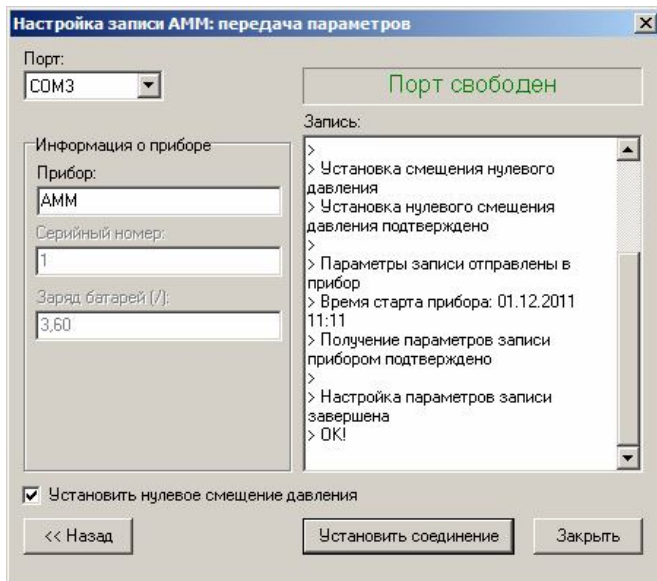 Настройка записи АММ: передача параметров
Порт:
COM3
Порт свободен
Информация о приборе
Прибор:
АММ
Серийный номер:
1
Заряд батарей (/):
3,60
Запись:
>
> Установка смещения нулевого
давления
> Установка нулевого смещения
давления подтверждено
>
> Параметры записи отправлены в
прибор
> Время старта прибора: 01.12.2011
11:11
> Получение параметров записи
прибором подтверждено
>
> Настройка параметров записи
завершена
> OK!
Установить нулевое смещение давления
<< Назад
Установить соединение
Закрыть